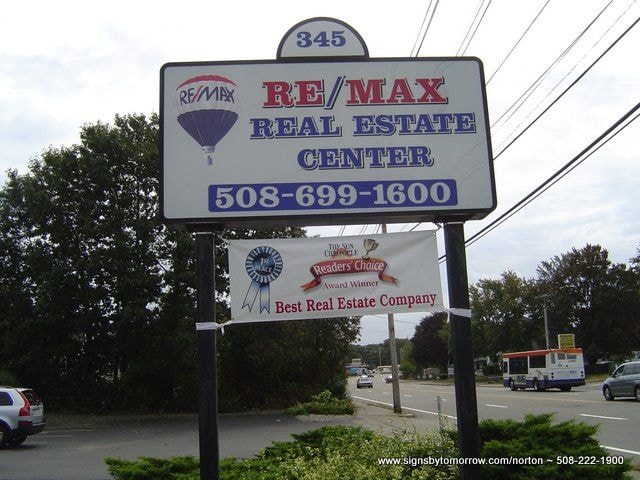 345
RE/MAX
RE/MAX
REAL ESTATE
CENTER
508-699-1600
THE SUN
CHRONICLE
Readers' Choice
Award Winner
Best Real Estate Company
www.signsbytomorrow.com/norton ~ 508-222-1900